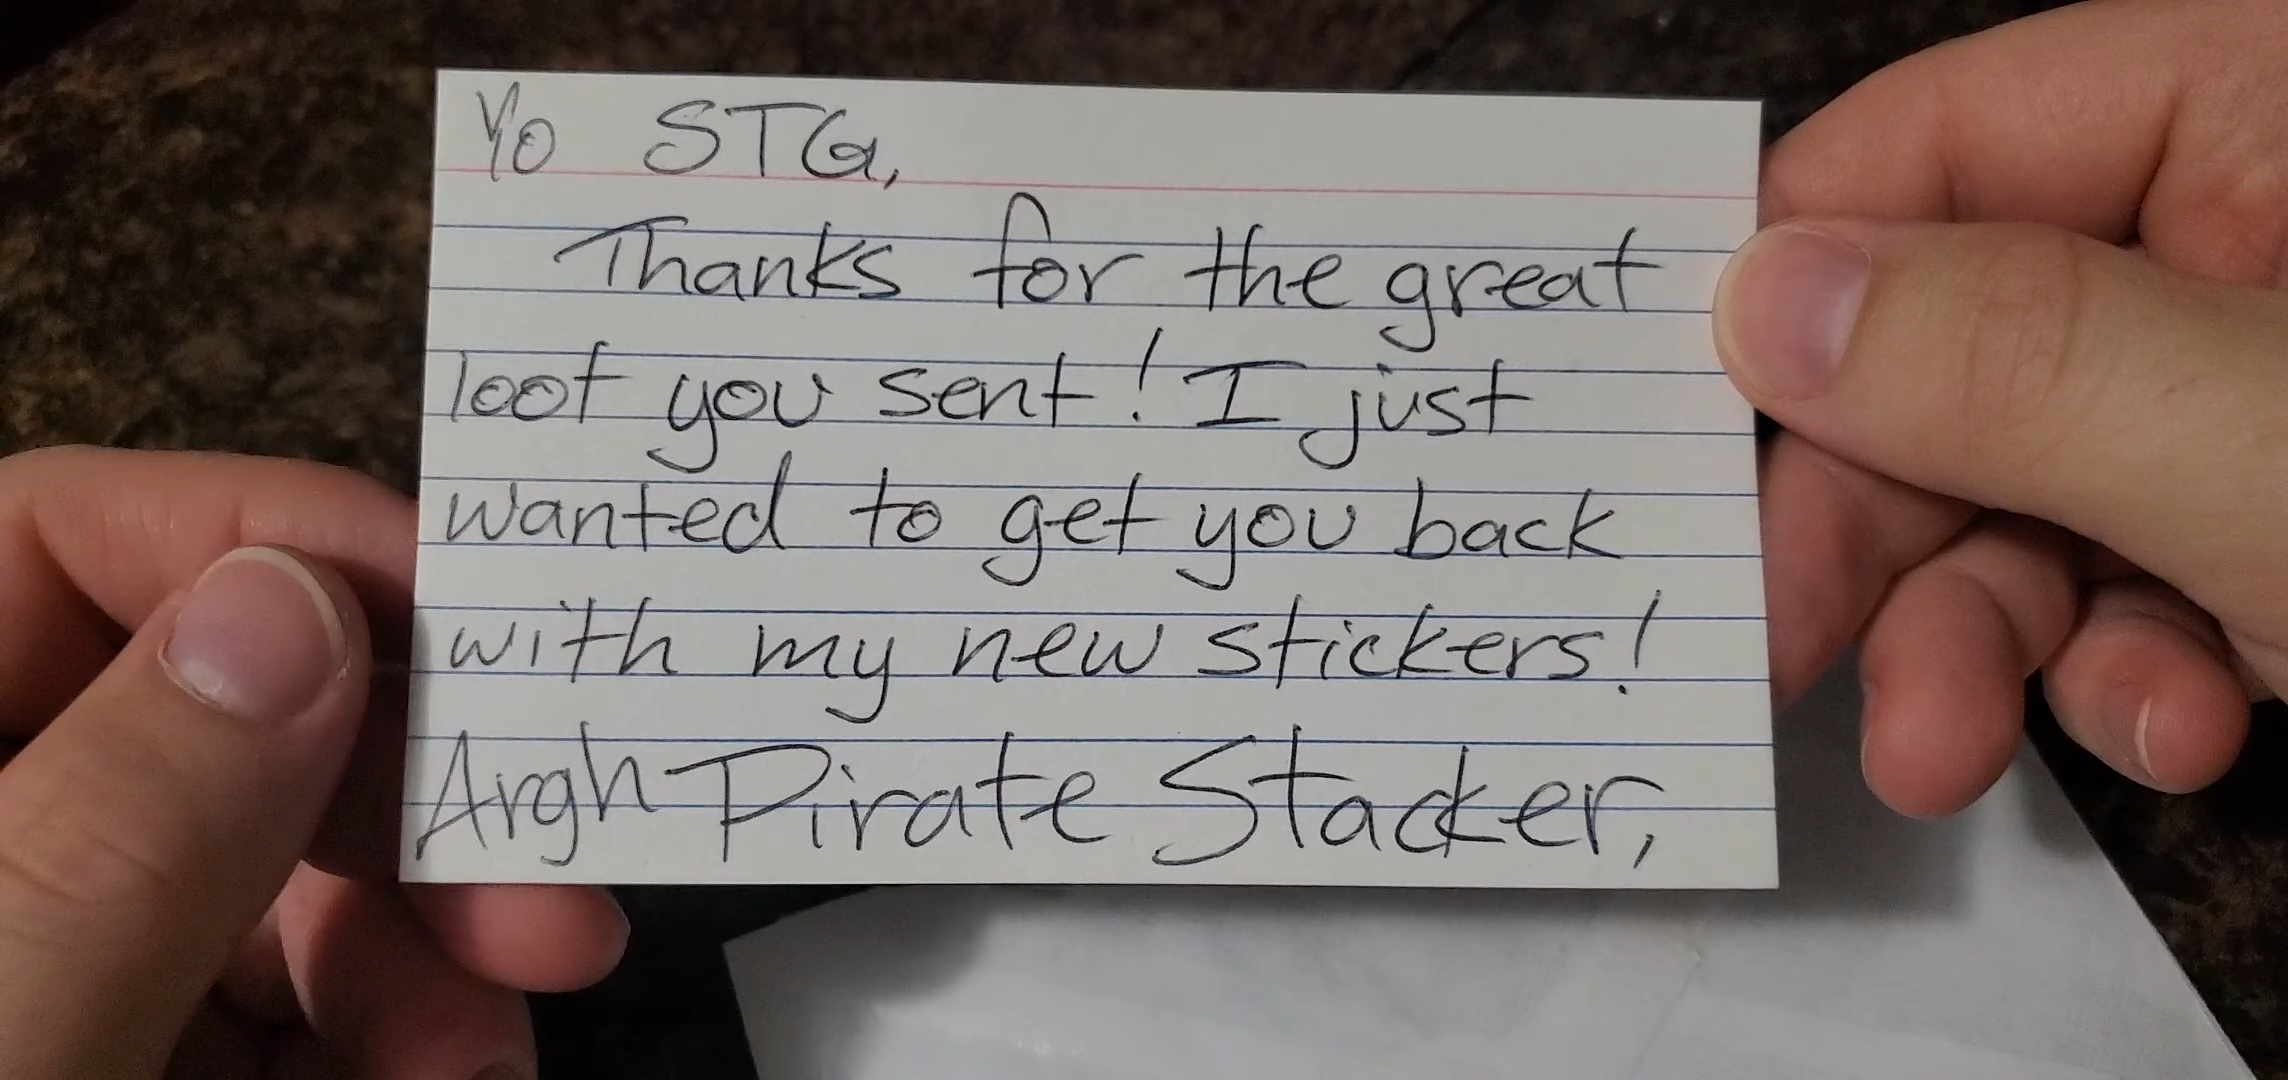 Yo STG,
Thanks for the great
loot you sent! I just
wanted to get you back
with my new stickers!
Argh Pirate Stacker,